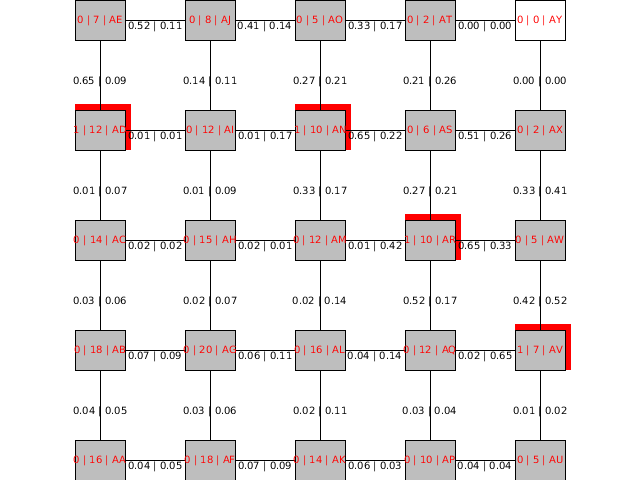 0 | 7 | AE 0.52 | 0.11 0 | 8 | AJ 0.41 | 0.14 0 | 5 | AO 0.33 | 0.17 0 | 2 | AT 0.00 | 0.00 0 | 0 | AY
0.65 | 0.09 0.14 | 0.11 0.27 | 0.21 0.21 | 0.26 0.00 | 0.00
1 | 12 | AD 0.01 | 0.01 0 | 12 | AI 0.01 | 0.17 1 | 10 | AN 0.65 | 0.22 0 | 6 | AS 0.51 | 0.26 0 | 2 | AX
0.01 | 0.07 0.01 | 0.09 0.33 | 0.17 0.27 | 0.21 0.33 | 0.41
0 | 14 | AC 0.02 | 0.02 0 | 15 | AH 0.02 | 0.01 0 | 12 | AM 0.01 | 0.42 1 | 10 | AR 0.65 | 0.33 0 | 5 | AW
0.03 | 0.06 0.02 | 0.07 0.02 | 0.14 0.52 | 0.17 0.42 | 0.52
0 | 18 | AB 0.07 | 0.09 0 | 20 | AG 0.06 | 0.11 0 | 16 | AL 0.04 | 0.14 0 | 12 | AQ 0.02 | 0.65 1 | 7 | AV
0.04 | 0.05 0.03 | 0.06 0.02 | 0.11 0.03 | 0.04 0.01 | 0.02
0 | 16 | AA 0.04 | 0.05 0 | 18 | AF 0.07 | 0.09 0 | 14 | AK 0.06 | 0.03 0 | 10 | AP 0.04 | 0.04 0 | 5 | AU